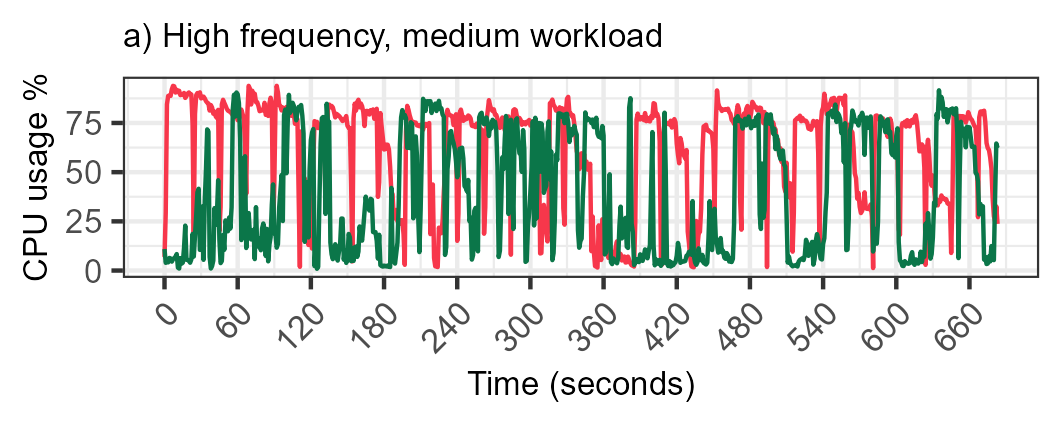 a) High frequency, medium workload
CPU usage %
75
50
25
0
0 60 120 180 240 300 360 420 480 540 600 660
Time (seconds)